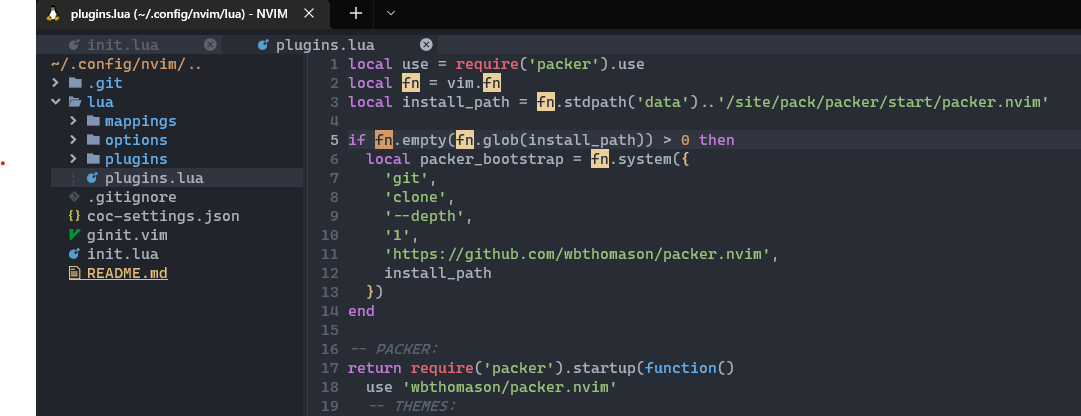 plugins.lua (~/.config/nvim/lua) - NVIM
init.lua
plugins.lua
~/.config/nvim/..
.git
lua
mappings
options
plugins
plugins.lua
.gitignore
{} coc-settings.json
ginit.vim
init.lua
README.md
1 local use = require('packer').use
2 local fn = vim.fn
3 local install_path = fn.stdpath('data')..'/site/pack/packer/start/packer.nvim'
4
5 if fn.empty(fn.glob(install_path)) > 0 then
6 local packer_bootstrap = fn.system({
7 'git',
8 'clone',
9 '--depth',
10 '1',
11 'https://github.com/wbthomason/packer.nvim',
12 install_path
13 })
14 end
15
16 -- PACKER:
17 return require('packer').startup(function()
18 use 'wbthomason/packer.nvim'
19 -- THEMES: